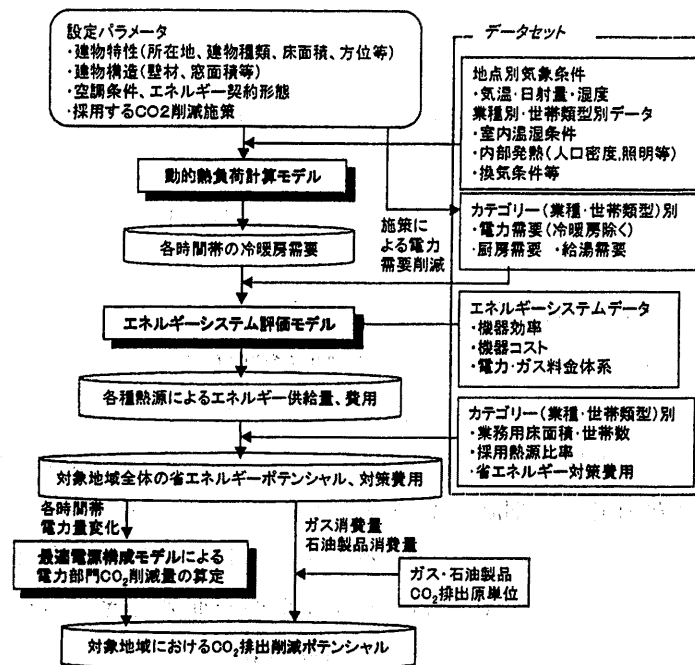 設定パラメータ
・建物特性(所在地、建物種類、床面積、方位等)
・建物構造(壁材、窓面積等)
・空調条件、エネルギー契約形態
・採用するCO2削減施策
データセット
地点別気象条件
・気温・日射量・湿度
業種別・世帯類型別データ
・室内温湿条件
・内部発熱(人口密度,照明等)
・換気条件等
動的熱負荷計算モデル
各時間帯の冷暖房需要
施策に
よる電力
需要削減
カテゴリー(業種・世帯類型)別
・電力需要(冷暖房除く)
・厨房需要 ・給湯需要
エネルギーシステム評価モデル
エネルギーシステムデータ
・機器効率
・機器コスト
・電力・ガス料金体系
各種熱源によるエネルギー供給量、費用
カテゴリー(業種・世帯類型)別
・業務用床面積・世帯数
・採用熱源比率
・省エネルギー対策費用
対象地域全体の省エネルギーポテンシャル、対策費用
各時間帯
電力量変化
ガス消費量
石油製品消費量
最適電源構成モデルによる
電力部門CO₂削減量の算定
ガス・石油製品
CO₂排出原単位
対象地域におけるCO₂排出削減ポテンシャル